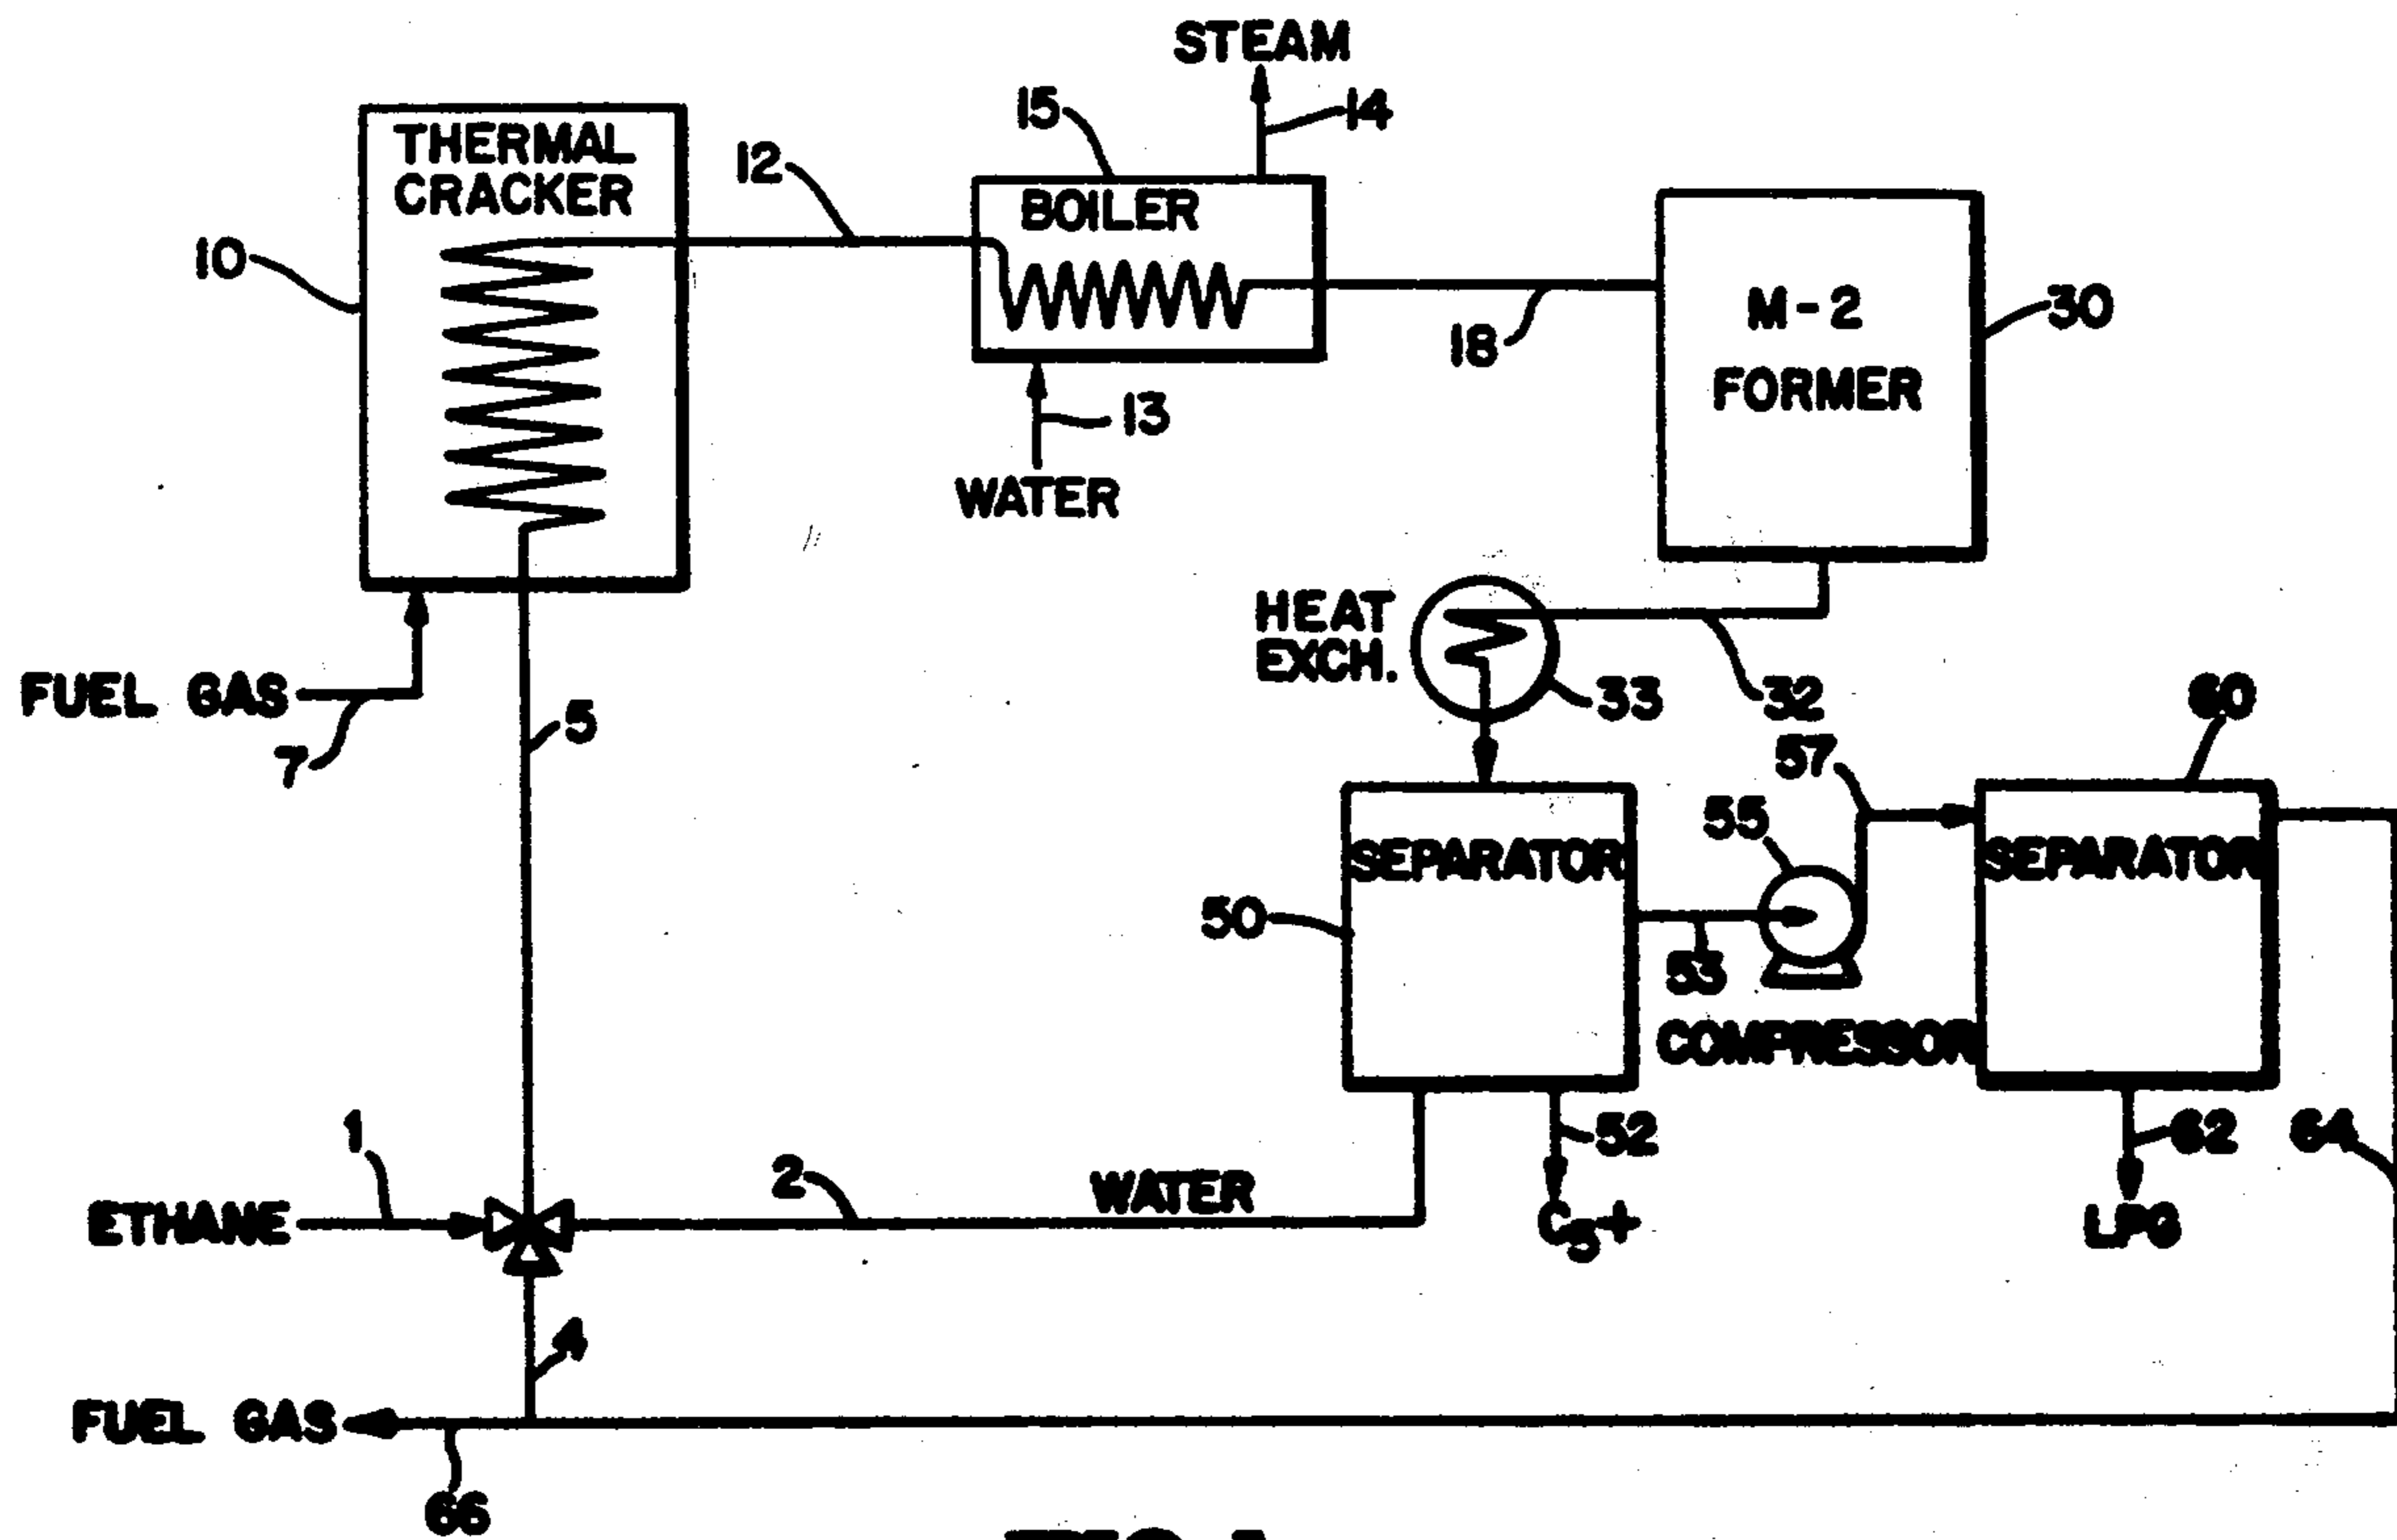 STEAM
15
14
THERMAL
CRACKER
12
BOILER
10
M-2
FORMER
30
18
13
WATER
HEAT
EXCH.
33
32
60
FUEL GAS
7
5
57
55
SEPARATOR
SEPARATOR
50
53
COMPRESSOR
1
2
WATER
52
62
64
ETHANE
C5+
LPG
4
FUEL GAS
66